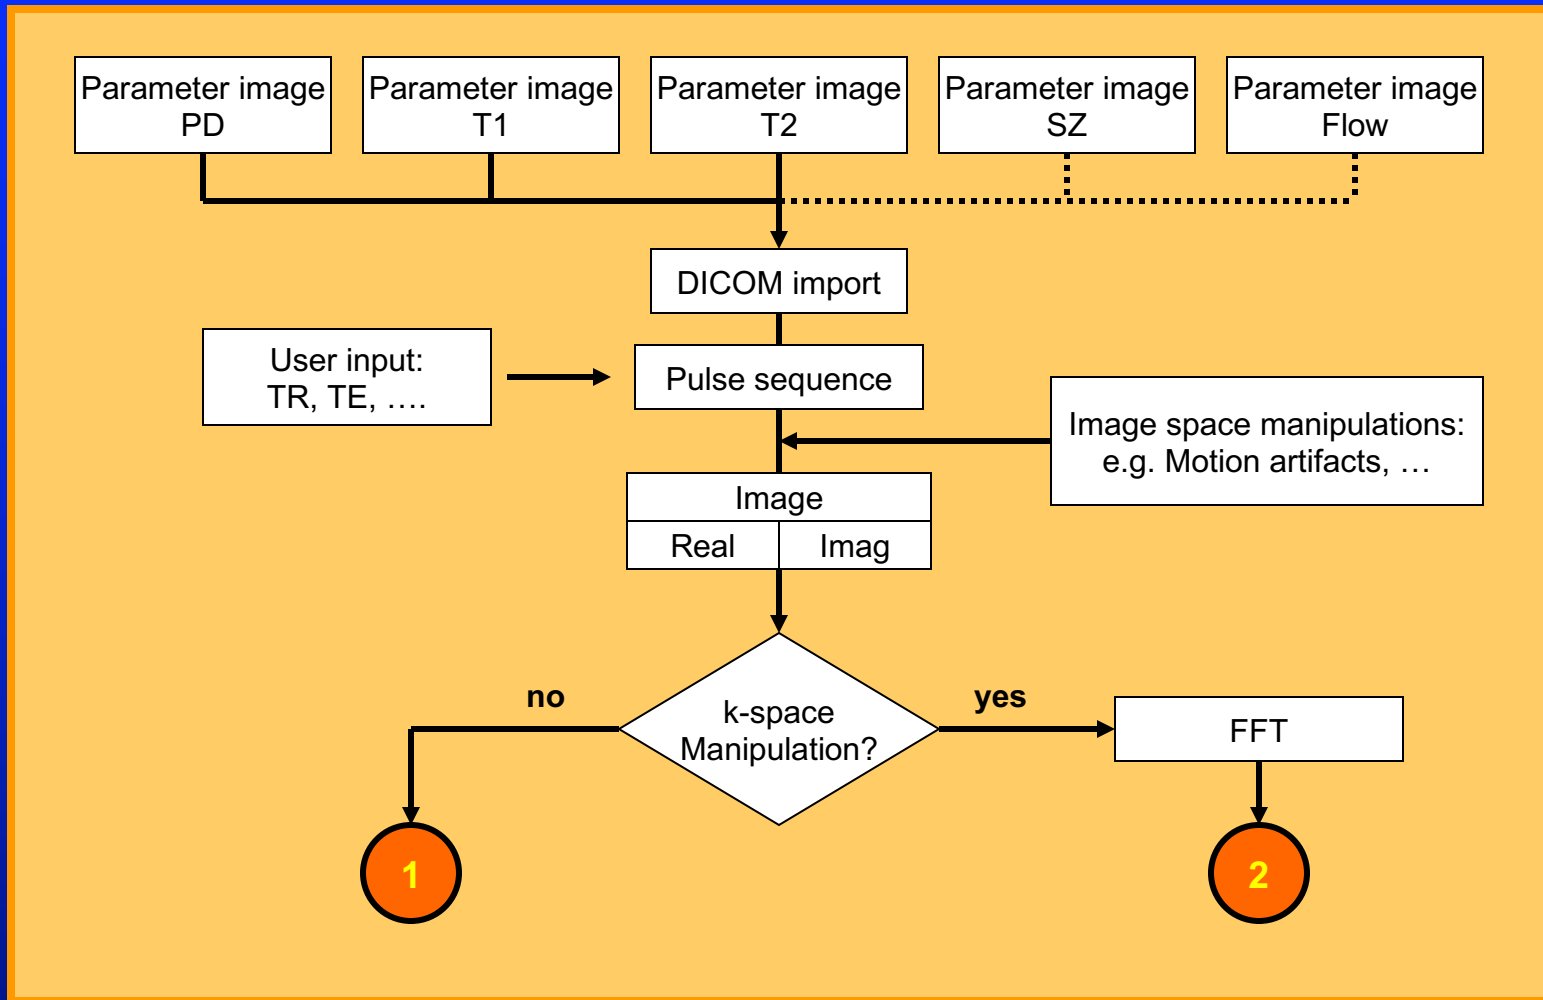 Parameter image
PD
Parameter image
T1
Parameter image
T2
Parameter image
SZ
Parameter image
Flow
DICOM import
User input:
TR, TE, ….
Pulse sequence
Image space manipulations:
e.g. Motion artifacts, …
Image
Real
Imag
no
k-space
Manipulation?
yes
FFT
1
2